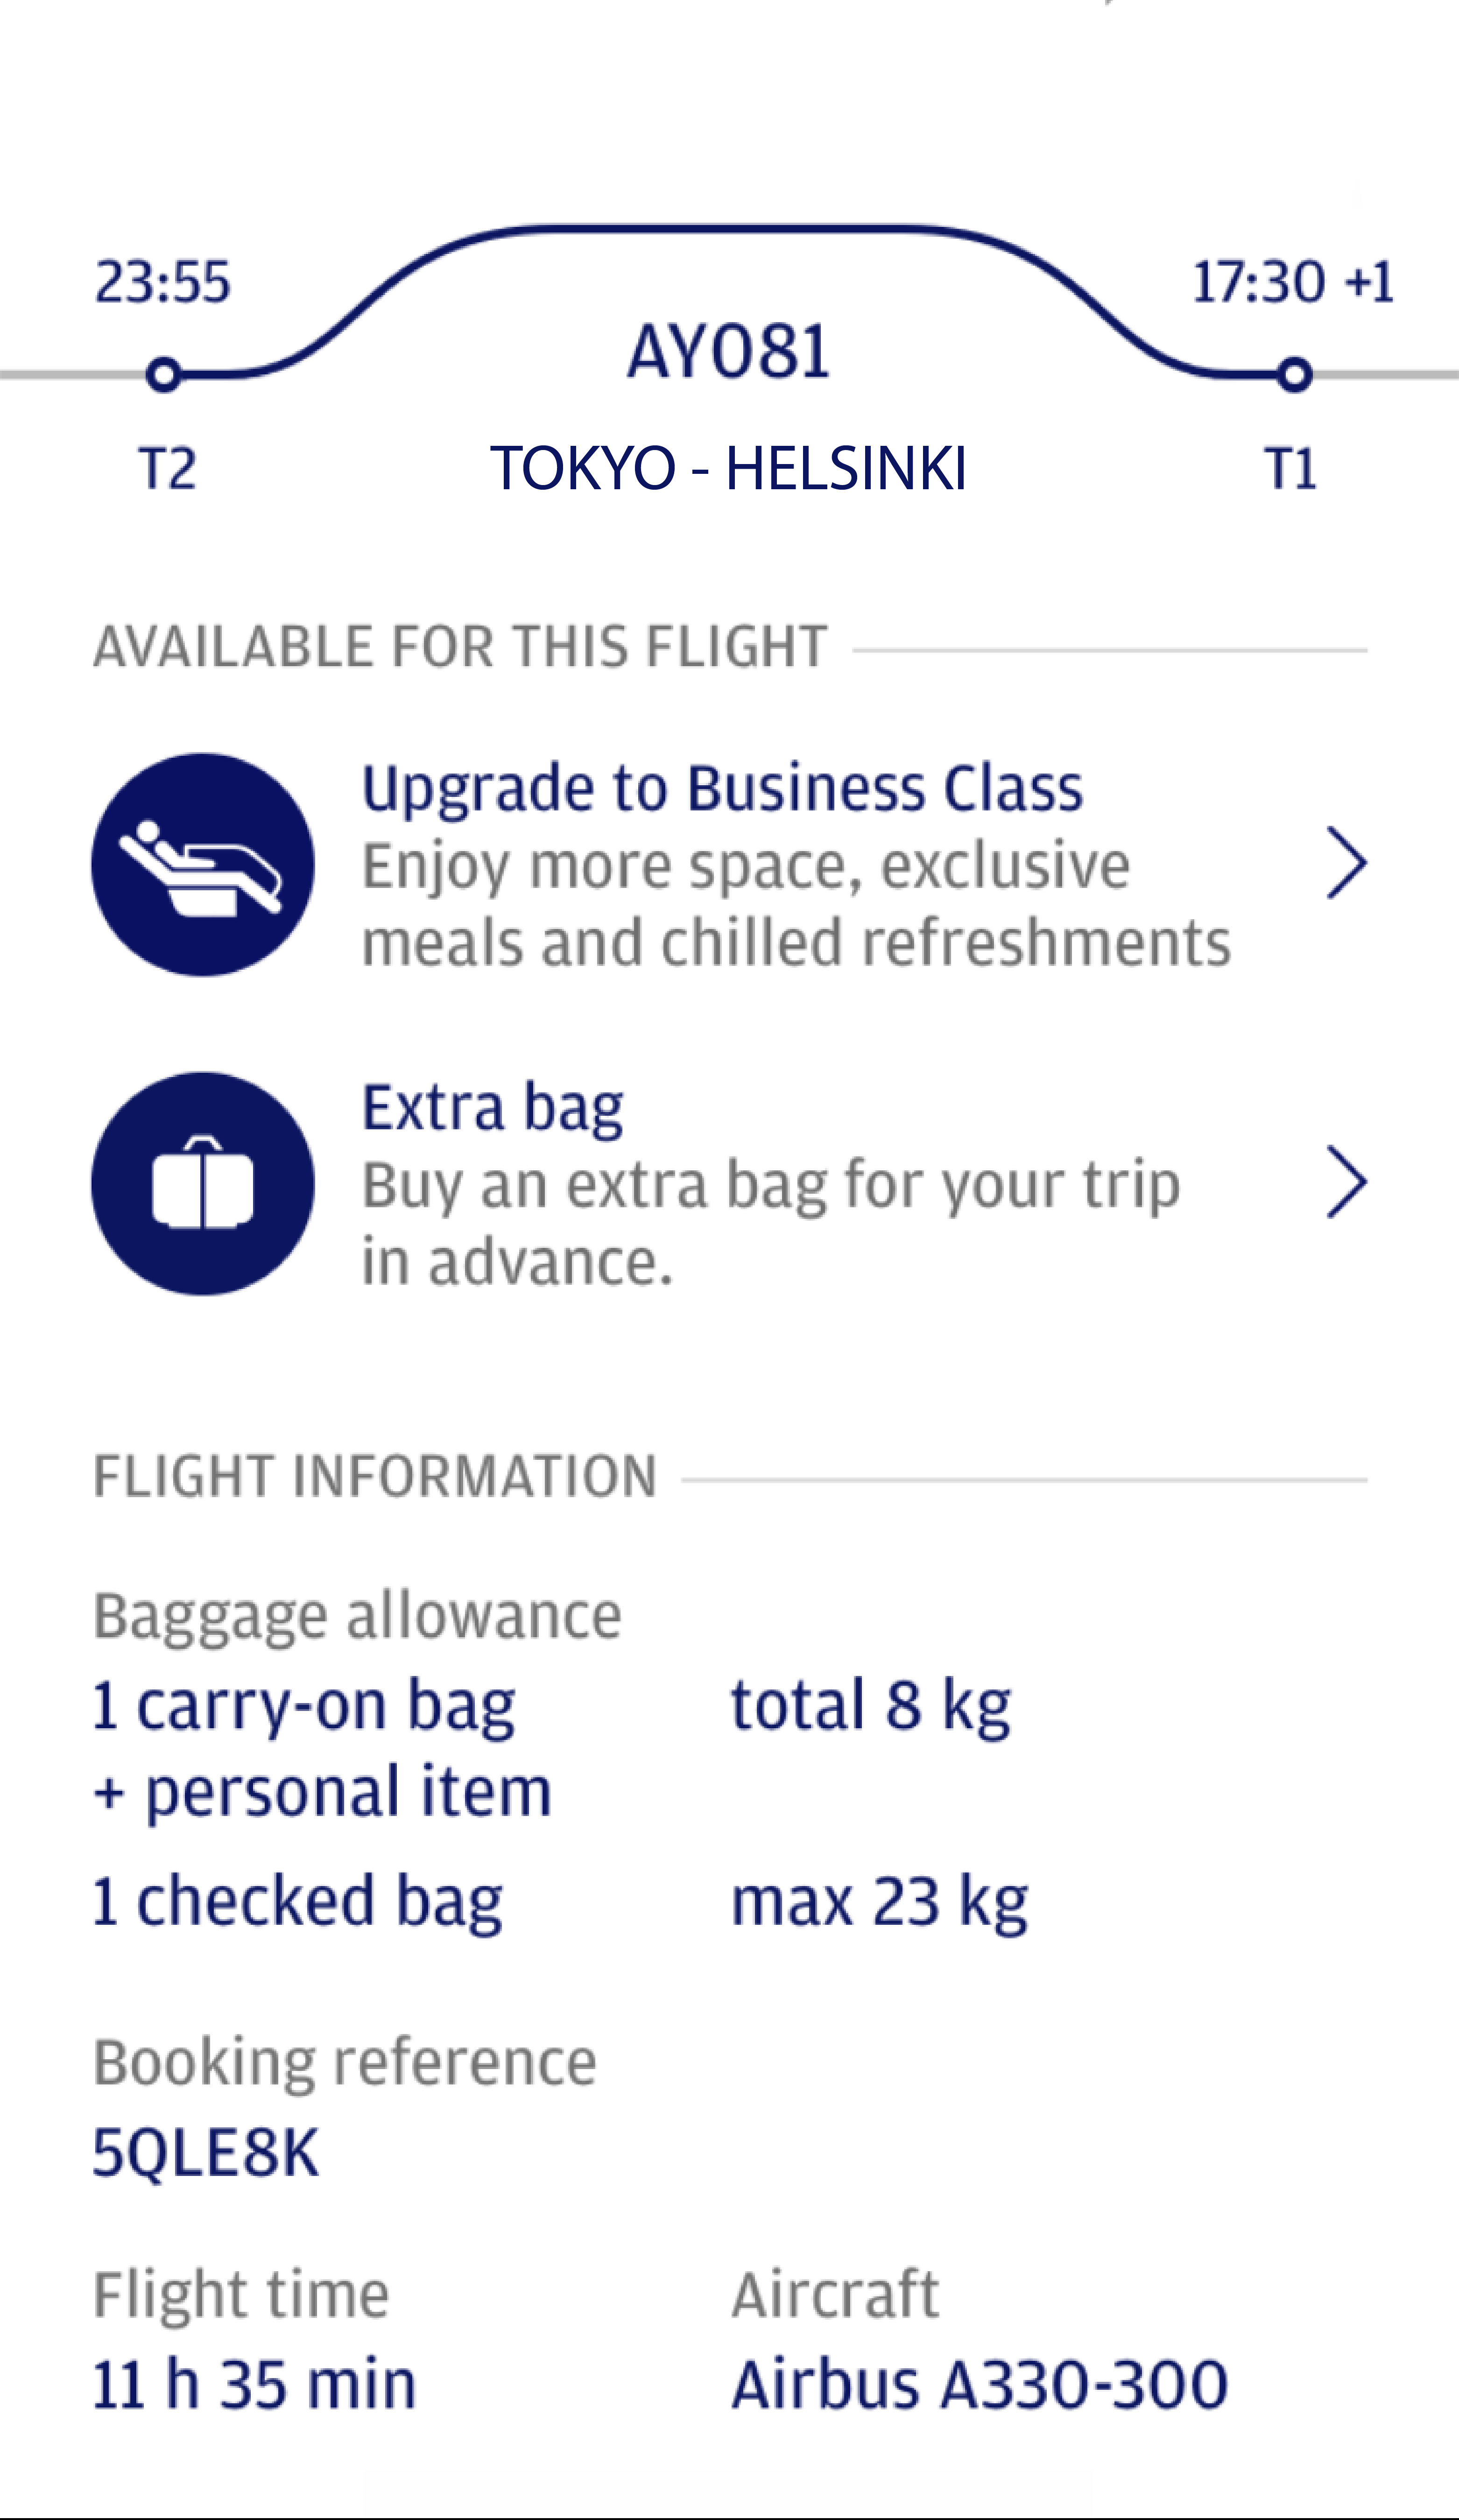 23:55
17:30 +1
AY081
T2
TOKYO - HELSINKI
T1
AVAILABLE FOR THIS FLIGHT
Upgrade to Business Class
Enjoy more space, exclusive
meals and chilled refreshments
Extra bag
Buy an extra bag for your trip
in advance.
FLIGHT INFORMATION
Baggage allowance
1 carry-on bag total 8 kg
+ personal item
1 checked bag max 23 kg
Booking reference
5QLE8K
Flight time Aircraft
11 h 35 min Airbus A330-300